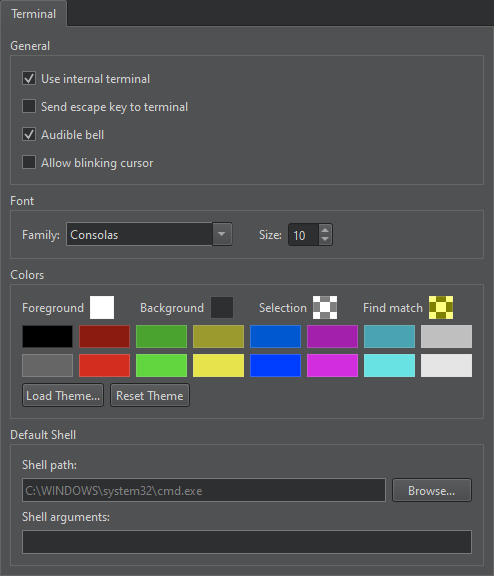 Terminal
General
Use internal terminal
Send escape key to terminal
Audible bell
Allow blinking cursor
Font
Family: Consolas Size: 10
Colors
Foreground Background Selection Find match
Load Theme... Reset Theme
Default Shell
Shell path:
C:\WINDOWS\system32\cmd.exe Browse...
Shell arguments: